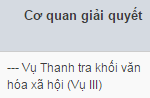 Cơ quan giải quyết
--- Vụ Thanh tra khối văn
hóa xã hội (Vụ III)